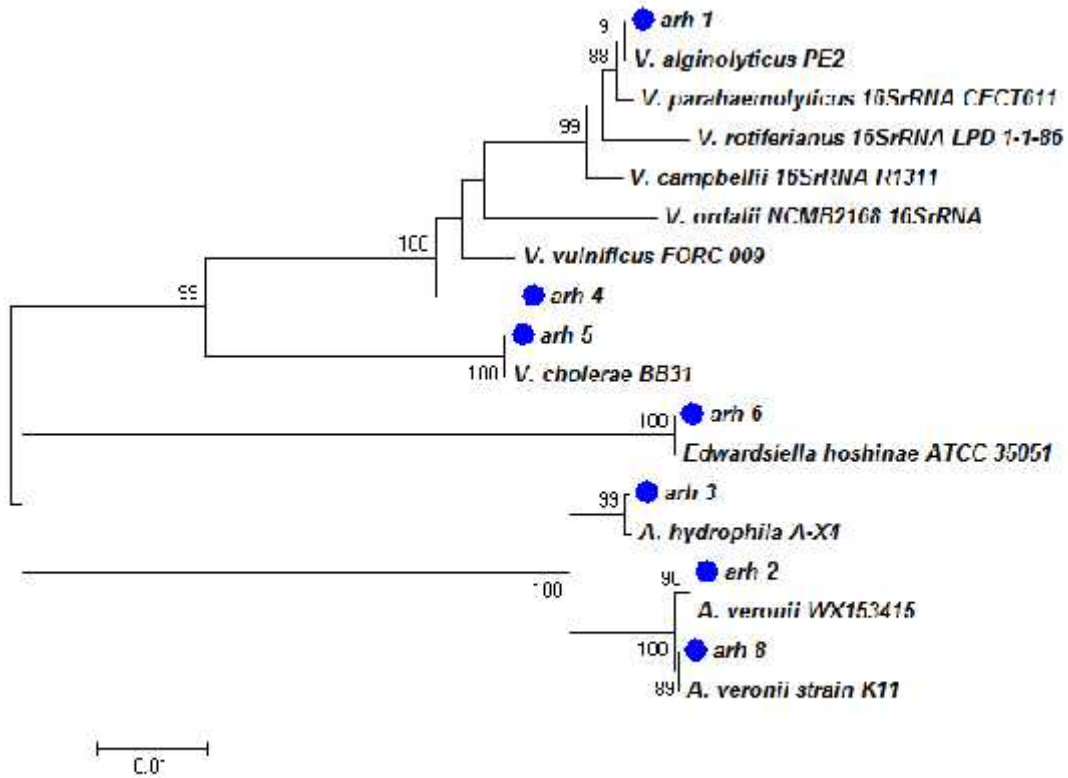 9
arh 1
88
V. alginolyticus PE2
V. parahaemolyticus 16SrRNA CECT611
99
V. rotiferianus 16SrRNA LPD 1-1-86
V. campbellii 16SrRNA R1311
V. ordalii NCMB2168 16SrRNA
100
V. vulnificus FORC 009
99
arh 4
arh 5
100
V. cholerae BB31
100
arh 6
Edwardsiella hoshinae ATCC 35051
99
arh 3
A. hydrophila A-X4
arh 2
100
A. veronii WX153415
100
arh 8
89
A. veronii strain K11
0.01